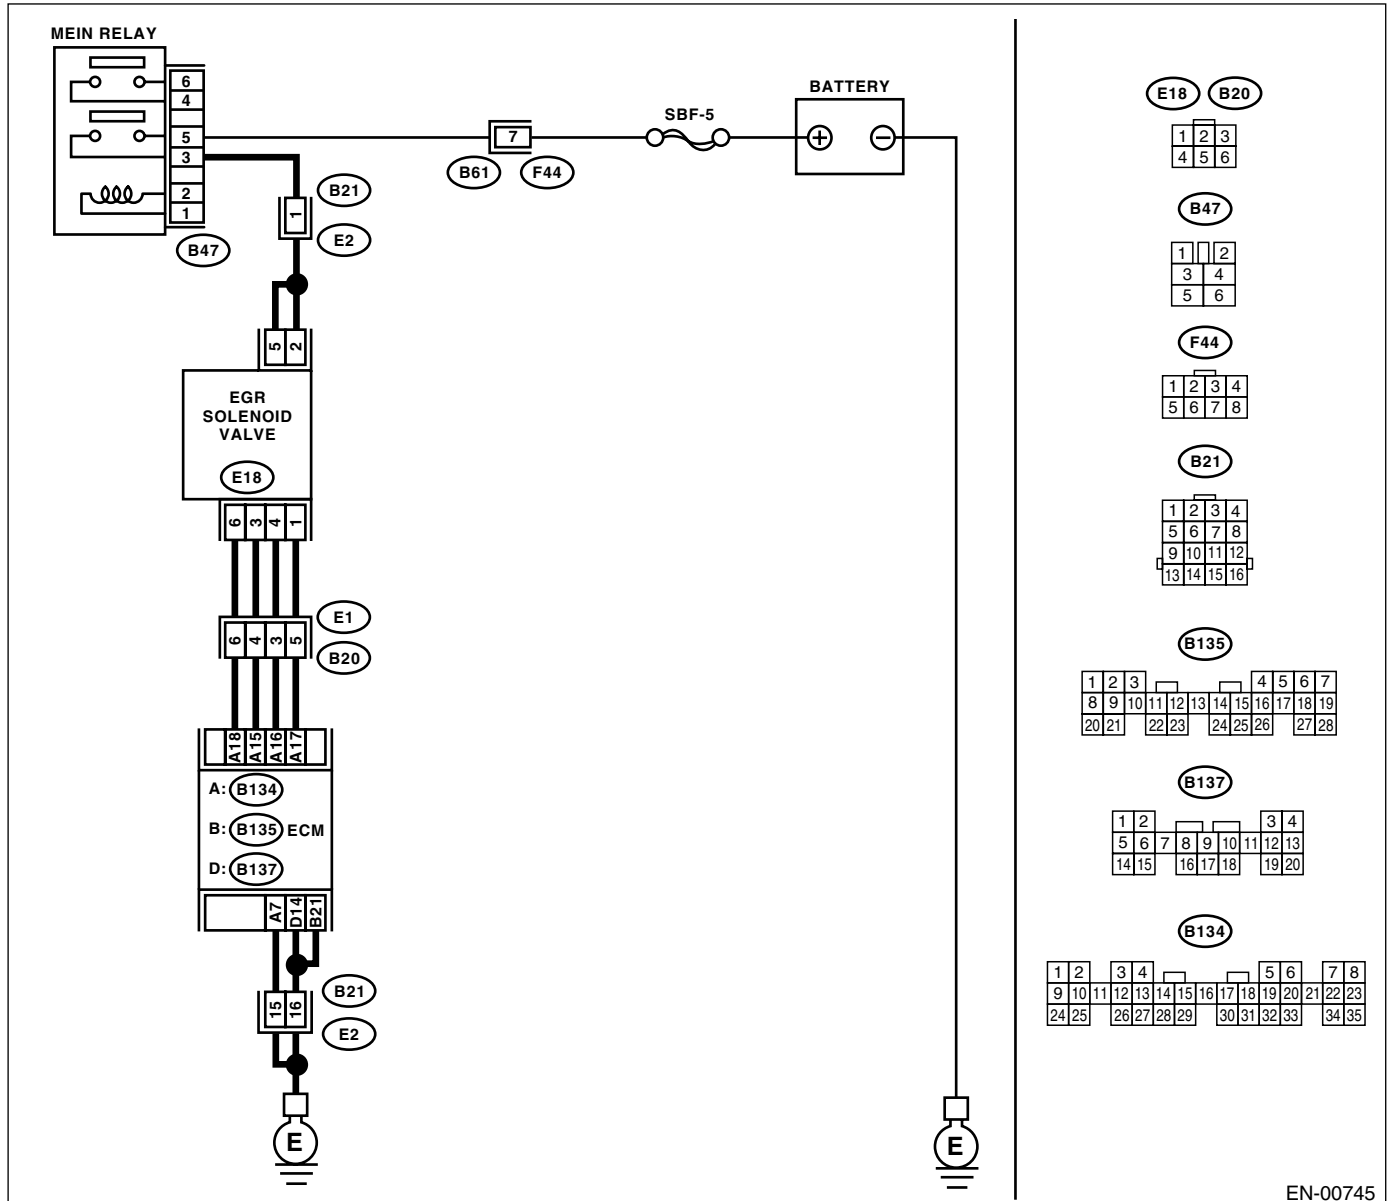 MEIN RELAY
6
4
5
3
2
1
B47
B21
1
E2
7
B61 F44
SBF-5
BATTERY
+ −
5 2
EGR
SOLENOID
VALVE
E18
6 3 4 1
E1
6 4 3 5
B20
A18 A15 A16 A17
A: B134
B: B135 ECM
D: B137
A7 D14 B21
B21
15 16
E2
E
E
E18 B20
1 2 3
4 5 6
B47
1 2
3 4
5 6
F44
1 2 3 4
5 6 7 8
B21
1 2 3 4
5 6 7 8
9 10 11 12
13 14 15 16
B135
1 2 3 4 5 6 7
8 9 10 11 12 13 14 15 16 17 18 19
20 21 22 23 24 25 26 27 28
B137
1 2 3 4
5 6 7 8 9 10 11 12 13
14 15 16 17 18 19 20
B134
1 2 3 4 5 6 7 8
9 10 11 12 13 14 15 16 17 18 19 20 21 22 23
24 25 26 27 28 29 30 31 32 33 34 35
EN-00745